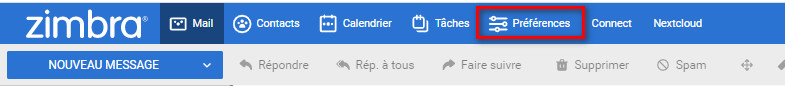 zimbra® Mail Contacts Calendrier Tâches Préférences Connect Nextcloud
NOUVEAU MESSAGE Répondre Rép. à tous Faire suivre Supprimer Spam